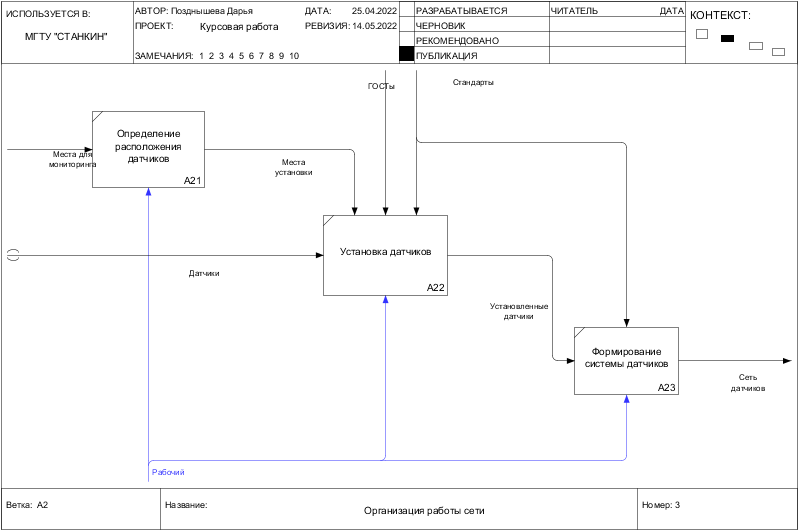 ИСПОЛЬЗУЕТСЯ В:
МГТУ "СТАНКИН"
АВТОР: Позднышева Дарья
ДАТА: 25.04.2022
ПРОЕКТ: Курсовая работа
РЕВИЗИЯ: 14.05.2022
ЗАМЕЧАНИЯ: 1 2 3 4 5 6 7 8 9 10
РАЗРАБАТЫВАЕТСЯ
ЧЕРНОВИК
РЕКОМЕНДОВАНО
ПУБЛИКАЦИЯ
ЧИТАТЕЛЬ
ДАТА
КОНТЕКСТ:
ГОСТы
Стандарты
Определение
расположения
датчиков
A21
Места для
мониторинга
Места
установки
Установка датчиков
A22
Датчики
Установленные
датчики
Формирование
системы датчиков
A23
Сеть
датчиков
Рабочий
Ветка: A2
Название:
Организация работы сети
Номер: 3